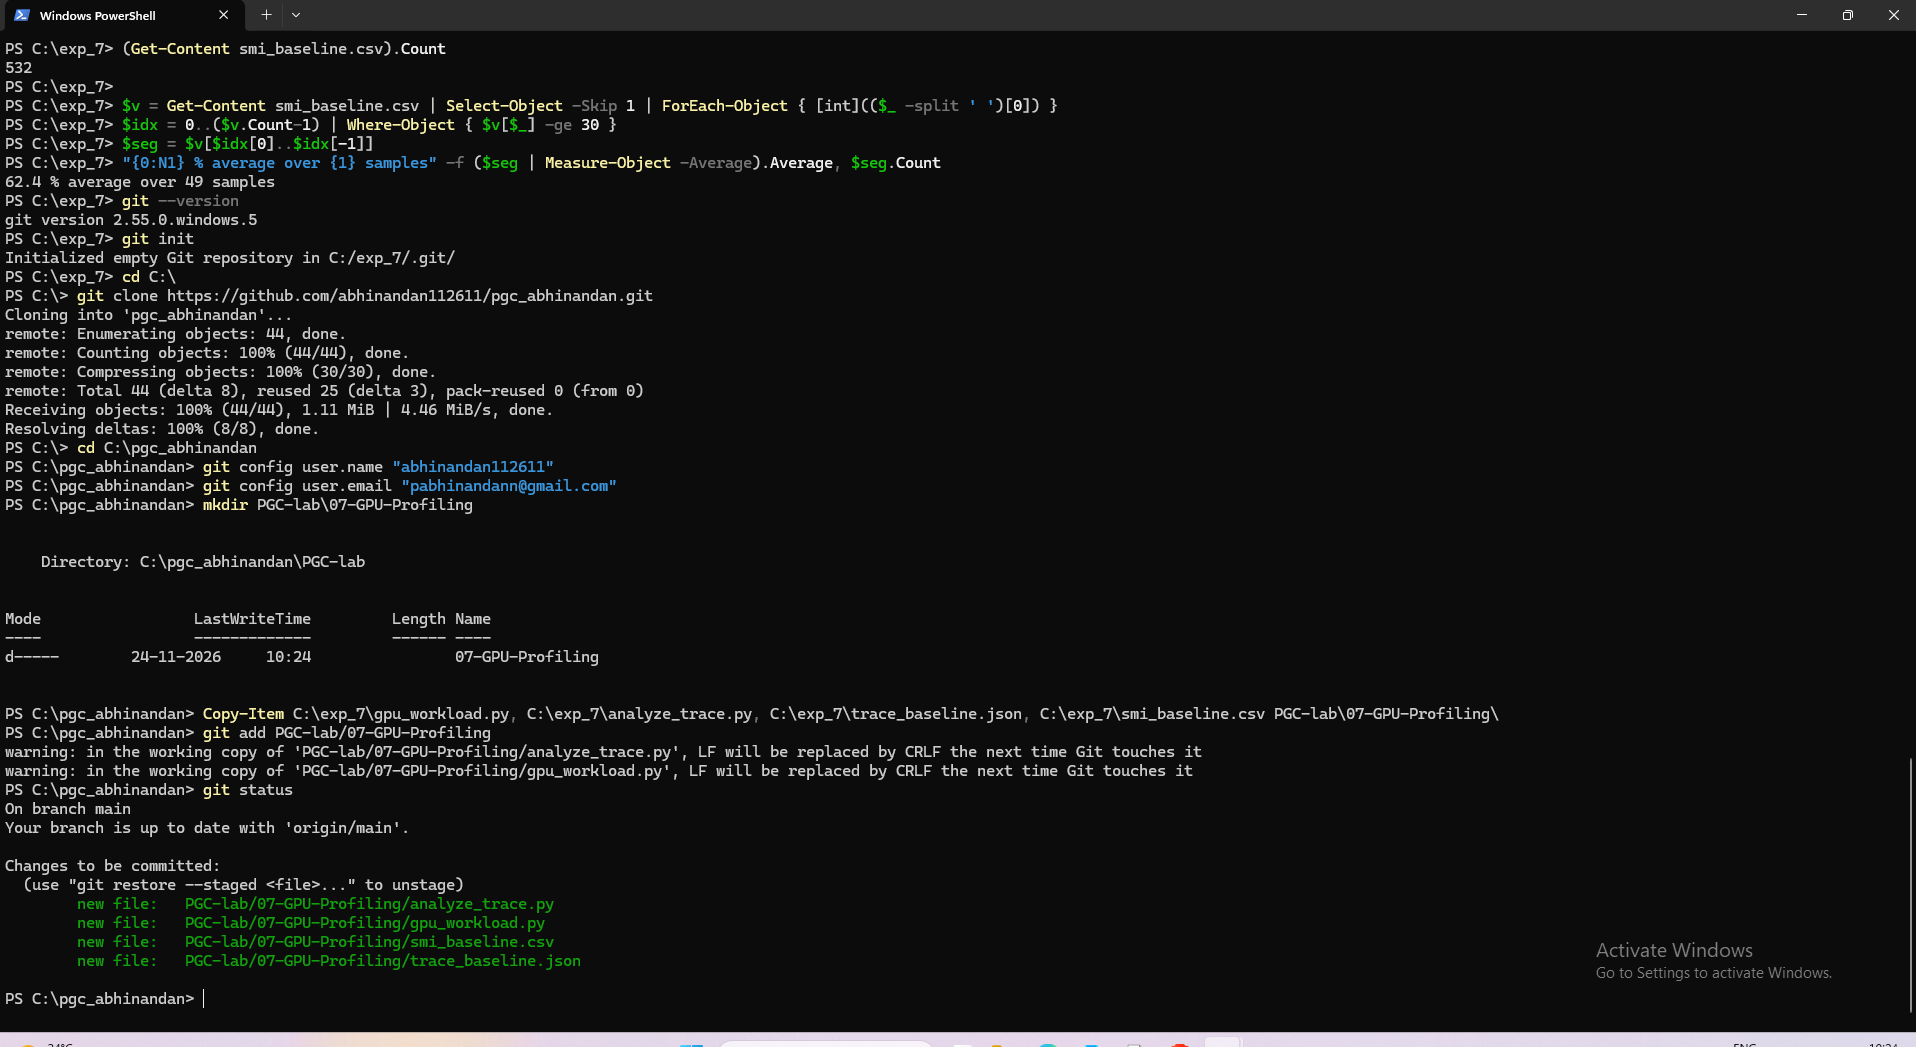 Windows PowerShell
PS C:\exp_7> (Get-Content smi_baseline.csv).Count
532
PS C:\exp_7>
PS C:\exp_7> $v = Get-Content smi_baseline.csv | Select-Object -Skip 1 | ForEach-Object { [int](($_ -split ' ')[0]) }
PS C:\exp_7> $idx = 0..($v.Count-1) | Where-Object { $v[$_] -ge 30 }
PS C:\exp_7> $seg = $v[$idx[0]..$idx[-1]]
PS C:\exp_7> "{0:N1} % average over {1} samples" -f ($seg | Measure-Object -Average).Average, $seg.Count
62.4 % average over 49 samples
PS C:\exp_7> git --version
git version 2.55.0.windows.5
PS C:\exp_7> git init
Initialized empty Git repository in C:/exp_7/.git/
PS C:\exp_7> cd C:\
PS C:\> git clone https://github.com/abhinandan112611/pgc_abhinandan.git
Cloning into 'pgc_abhinandan'...
remote: Enumerating objects: 44, done.
remote: Counting objects: 100% (44/44), done.
remote: Compressing objects: 100% (30/30), done.
remote: Total 44 (delta 8), reused 25 (delta 3), pack-reused 0 (from 0)
Receiving objects: 100% (44/44), 1.11 MiB | 4.46 MiB/s, done.
Resolving deltas: 100% (8/8), done.
PS C:\> cd C:\pgc_abhinandan
PS C:\pgc_abhinandan> git config user.name "abhinandan112611"
PS C:\pgc_abhinandan> git config user.email "pabhinandann@gmail.com"
PS C:\pgc_abhinandan> mkdir PGC-lab\07-GPU-Profiling
Directory: C:\pgc_abhinandan\PGC-lab
Mode LastWriteTime Length Name
---- ------------- ------ ----
d----- 24-11-2026 10:24 07-GPU-Profiling
PS C:\pgc_abhinandan> Copy-Item C:\exp_7\gpu_workload.py, C:\exp_7\analyze_trace.py, C:\exp_7\trace_baseline.json, C:\exp_7\smi_baseline.csv PGC-lab\07-GPU-Profiling\
PS C:\pgc_abhinandan> git add PGC-lab/07-GPU-Profiling
warning: in the working copy of 'PGC-lab/07-GPU-Profiling/analyze_trace.py', LF will be replaced by CRLF the next time Git touches it
warning: in the working copy of 'PGC-lab/07-GPU-Profiling/gpu_workload.py', LF will be replaced by CRLF the next time Git touches it
PS C:\pgc_abhinandan> git status
On branch main
Your branch is up to date with 'origin/main'.
Changes to be committed:
(use "git restore --staged <file>..." to unstage)
new file: PGC-lab/07-GPU-Profiling/analyze_trace.py
new file: PGC-lab/07-GPU-Profiling/gpu_workload.py
new file: PGC-lab/07-GPU-Profiling/smi_baseline.csv
new file: PGC-lab/07-GPU-Profiling/trace_baseline.json
PS C:\pgc_abhinandan>
Activate Windows
Go to Settings to activate Windows.